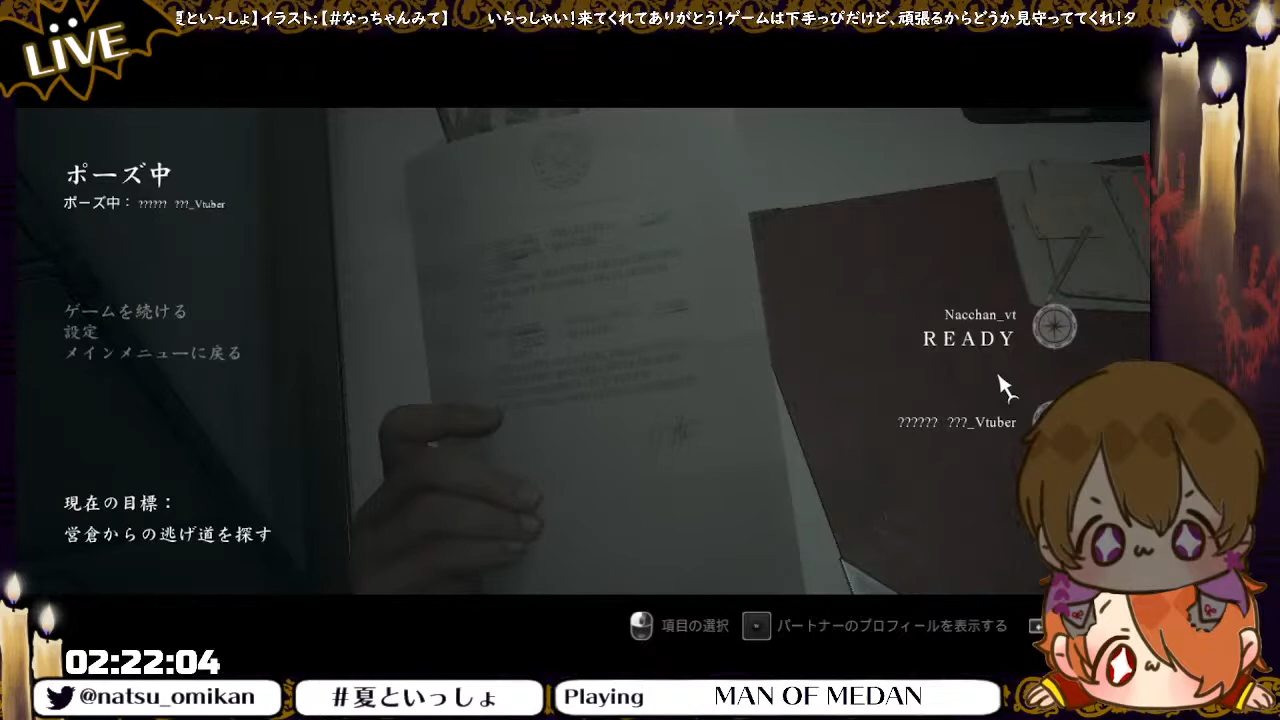 夏といっしょ】イラスト:【#なっちゃんみて】 いらっしゃい!来てくれてありがとう!ゲームは下手っぴだけど、頑張るからどうか見守っててくれ!タ
LiVE
ポーズ中
ポーズ中: ?????? ???_Vtuber
ゲームを続ける
設定
メインメニューに戻る
Nacchan_vt
READY
?????? ???_Vtuber
現在の目標:
営倉からの逃げ道を探す
項目の選択 パートナーのプロフィールを表示する
02:22:04
@natsu_omikan #夏といっしょ Playing MAN OF MEDAN